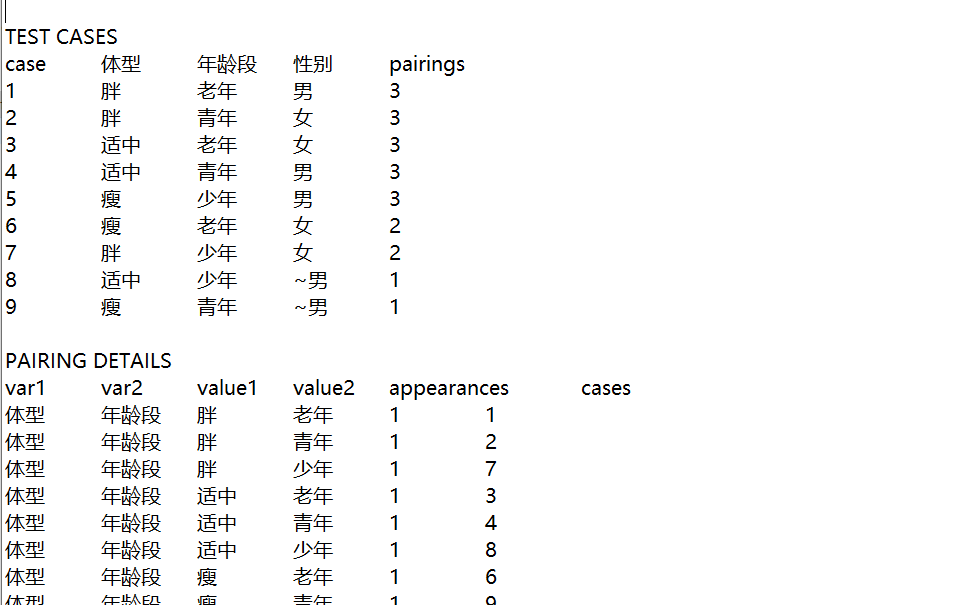 TEST CASES
case 体型 年龄段 性别 pairings
1 胖 老年 男 3
2 胖 青年 女 3
3 适中 老年 女 3
4 适中 青年 男 3
5 瘦 少年 男 3
6 瘦 老年 女 2
7 胖 少年 女 2
8 适中 少年 ~男 1
9 瘦 青年 ~男 1
PAIRING DETAILS
var1 var2 value1 value2 appearances cases
体型 年龄段 胖 老年 1 1
体型 年龄段 胖 青年 1 2
体型 年龄段 胖 少年 1 7
体型 年龄段 适中 老年 1 3
体型 年龄段 适中 青年 1 4
体型 年龄段 适中 少年 1 8
体型 年龄段 瘦 老年 1 6
体型 年龄段 瘦 青年 1 9